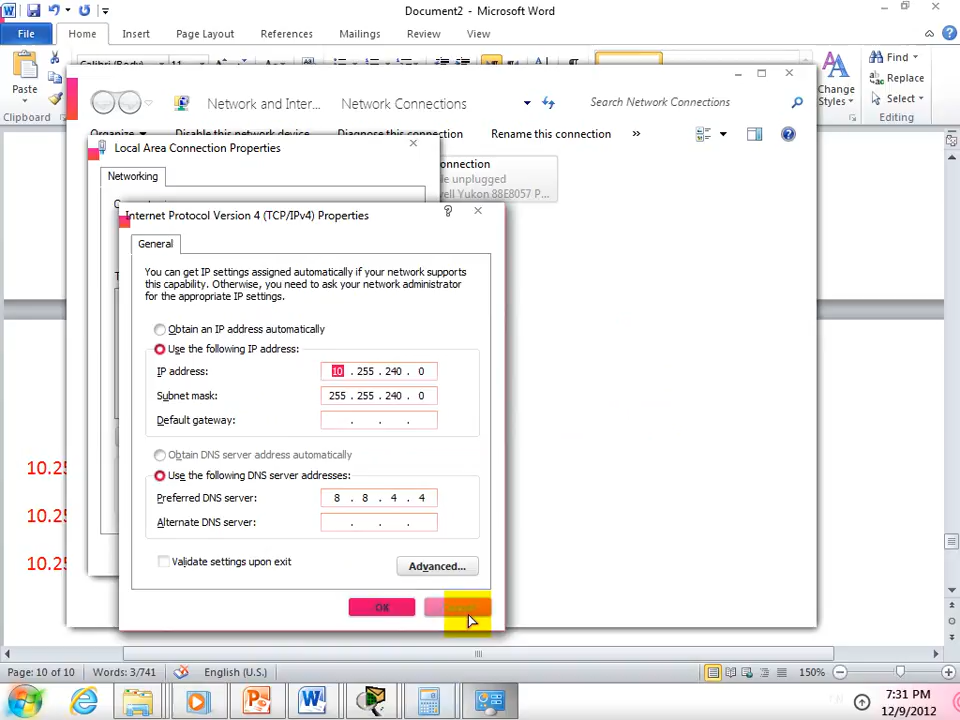 Document2 - Microsoft Word
File Home Insert Page Layout References Mailings Review View
Paste
Clipboard
Change
Styles
Find
Replace
Select
Editing
Network and Inter... Network Connections Search Network Connections
Organize Disable this network device Diagnose this connection Rename this connection »
Local Area Connection Properties
Networking
onnection
le unplugged
vell Yukon 88E8057 P...
Internet Protocol Version 4 (TCP/IPv4) Properties
General
You can get IP settings assigned automatically if your network supports
this capability. Otherwise, you need to ask your network administrator
for the appropriate IP settings.
Obtain an IP address automatically
Use the following IP address:
IP address: 10 . 255 . 240 . 0
Subnet mask: 255 . 255 . 240 . 0
Default gateway: . . .
Obtain DNS server address automatically
Use the following DNS server addresses:
Preferred DNS server: 8 . 8 . 4 . 4
Alternate DNS server: . . .
Validate settings upon exit
Advanced...
OK
10.25
10.25
10.25
Page: 10 of 10 Words: 3/741 English (U.S.) 150%
7:31 PM
12/9/2012